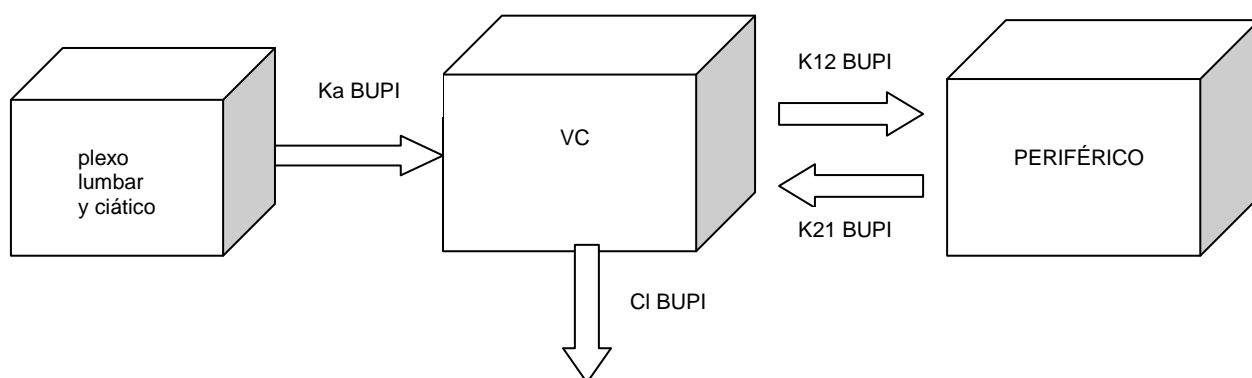 plexo
lumbar
y ciático
Ka BUPI
VC
K12 BUPI
K21 BUPI
PERIFÉRICO
Cl BUPI